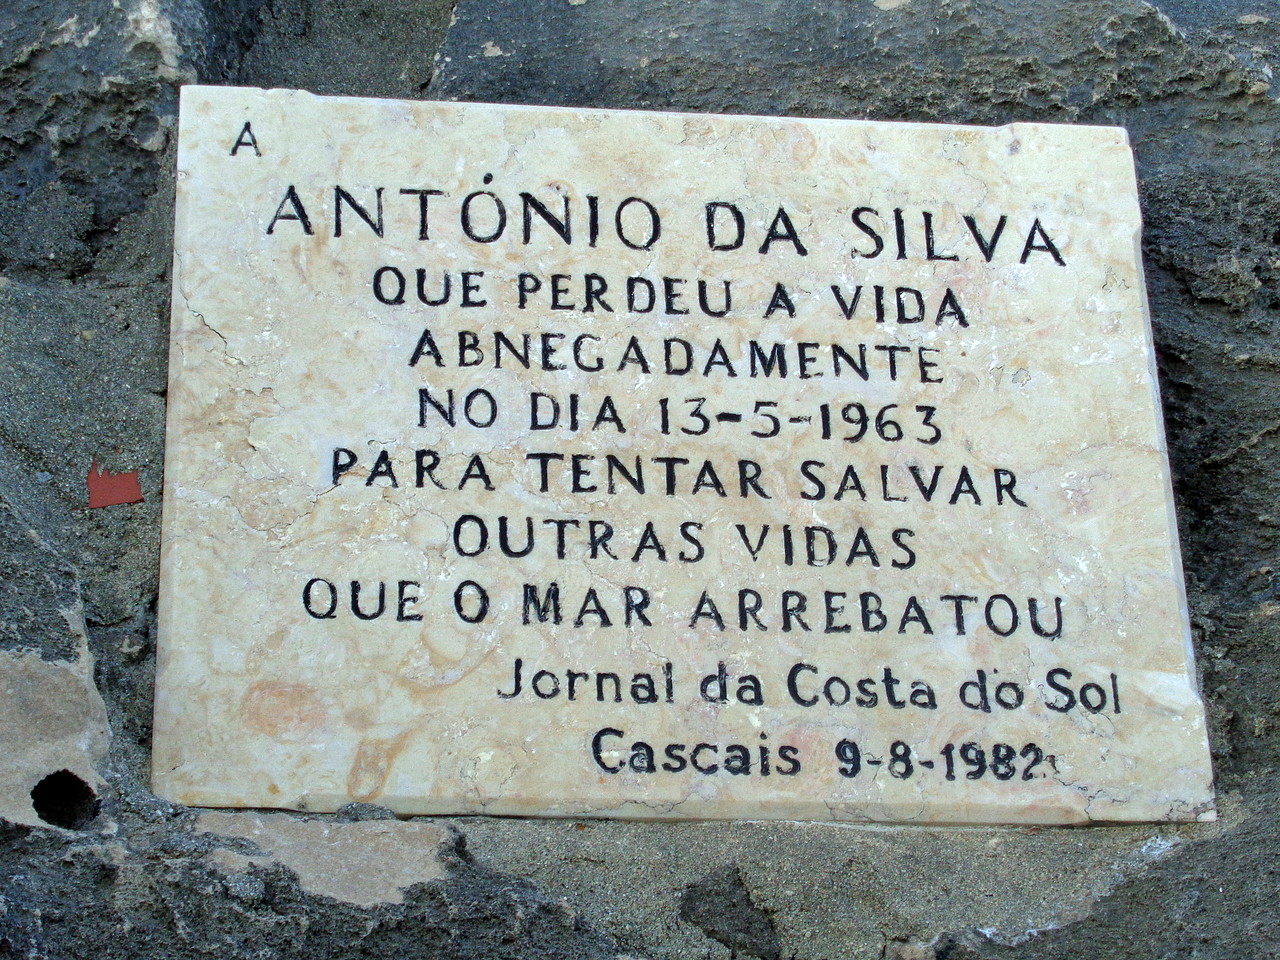 A
ANTÓNIO DA SILVA
QUE PERDEU A VIDA
ABNEGADAMENTE
NO DIA 13-5-1963
PARA TENTAR SALVAR
OUTRAS VIDAS
QUE O MAR ARREBATOU
Jornal da Costa do Sol
Cascais 9-8-1982